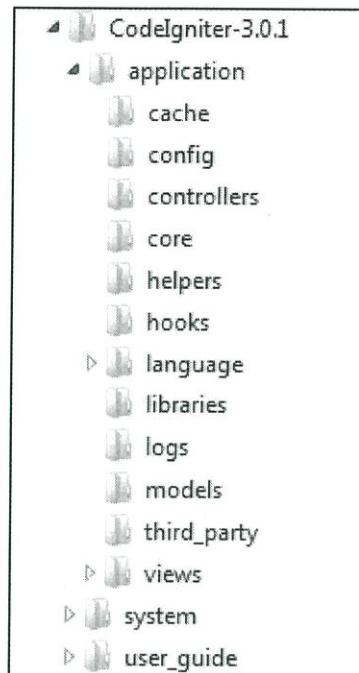 CodeIgniter-3.0.1
application
cache
config
controllers
core
helpers
hooks
language
libraries
logs
models
third_party
views
system
user_guide